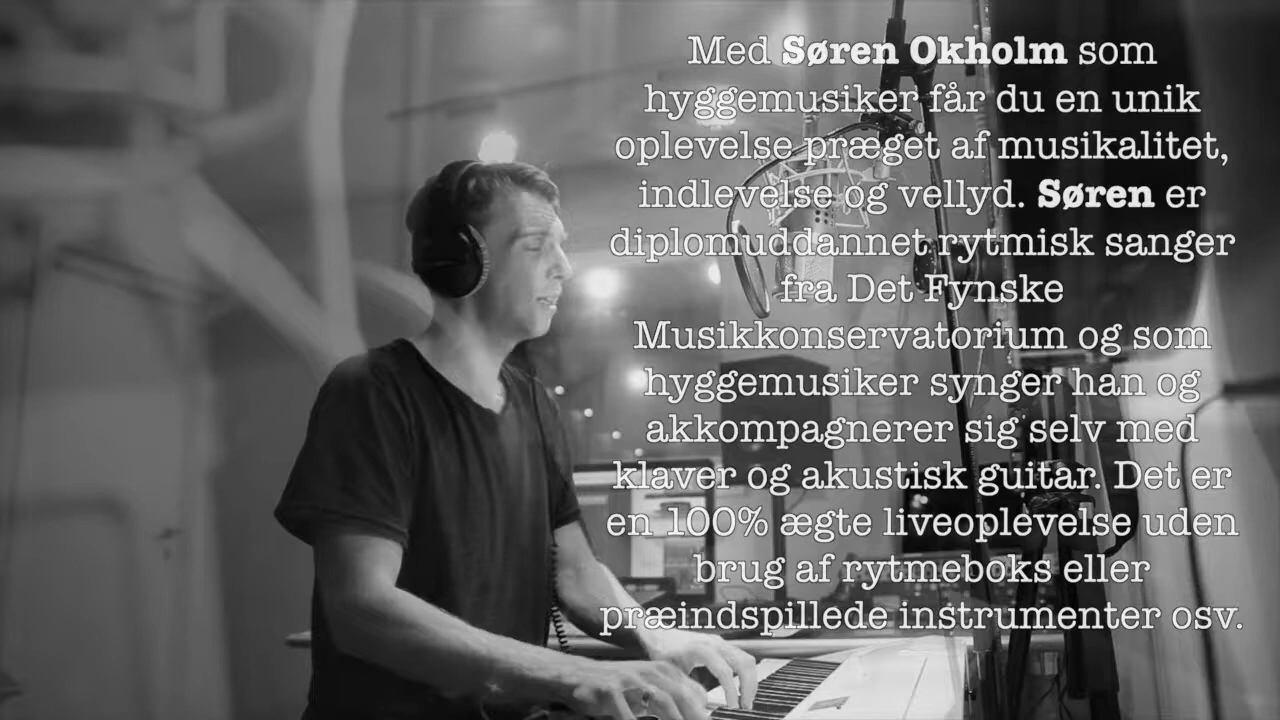 Med Søren Okholm som
hyggemusiker får du en unik
oplevelse præget af musikalitet,
indlevelse og vellyd. Søren er
diplomuddannet rytmisk sanger
fra Det Fynske
Musikkonservatorium og som
hyggemusiker synger han og
akkompagnerer sig selv med
klaver og akustisk guitar. Det er
en 100% ægte liveoplevelse uden
brug af rytmeboks eller
præindspillede instrumenter osv.